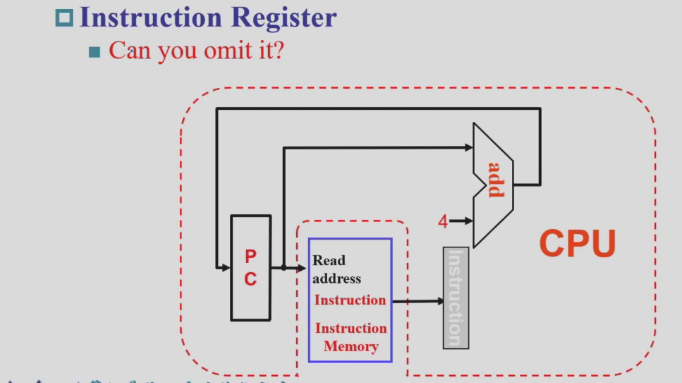 Instruction Register
Can you omit it?
add
4
CPU
P
C
Read
address
Instruction
Instruction
Memory
Instruction